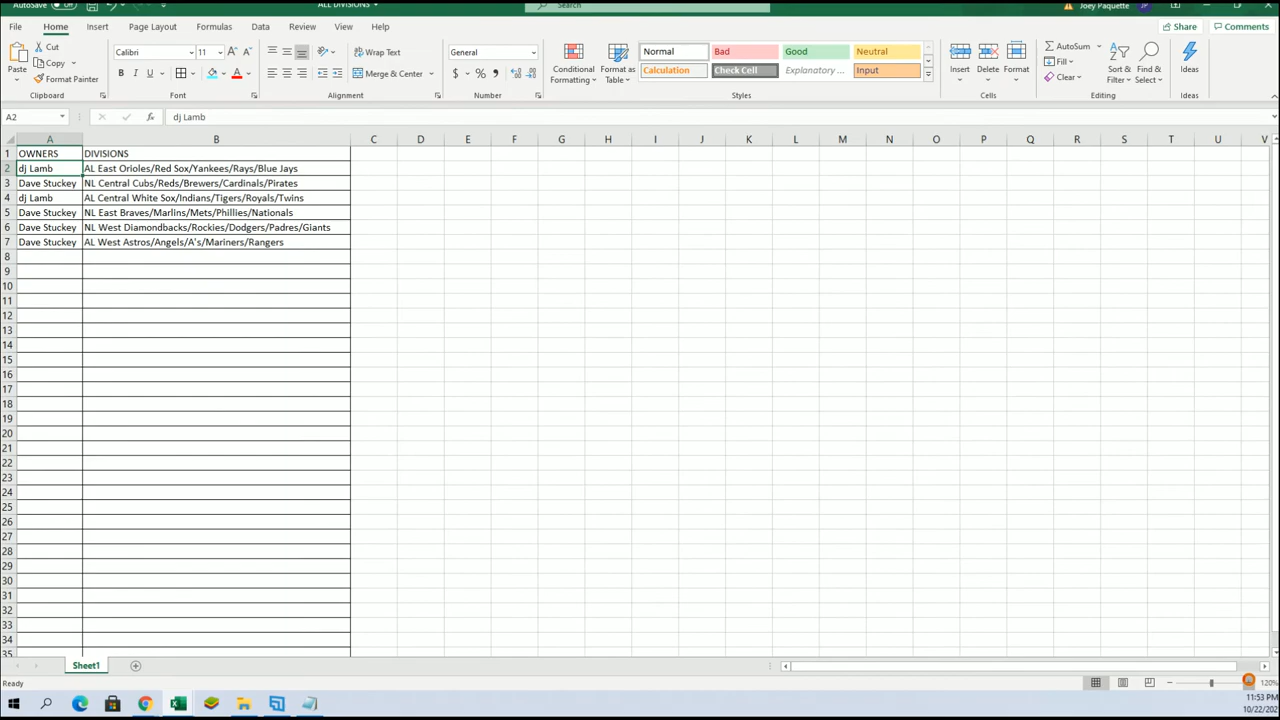 AutoSave Off ALL DIVISIONS Search Joey Paquette JP
File Home Insert Page Layout Formulas Data Review View Help Share Comments
Cut
Copy
Format Painter
Paste
Calibri 11
B I U
Wrap Text
Merge & Center
General
$ % ,
Conditional Formatting
Format as Table
Normal Bad Good Neutral
Calculation Check Cell Explanatory ... Input
Insert Delete Format
AutoSum
Fill
Clear
Sort & Filter
Find & Select
Ideas
Clipboard Font Alignment Number Styles Cells Editing Ideas
A2 fx dj Lamb
A B C D E F G H I J K L M N O P Q R S T U V
1 OWNERS DIVISIONS
2 dj Lamb AL East Orioles/Red Sox/Yankees/Rays/Blue Jays
3 Dave Stuckey NL Central Cubs/Reds/Brewers/Cardinals/Pirates
4 dj Lamb AL Central White Sox/Indians/Tigers/Royals/Twins
5 Dave Stuckey NL East Braves/Marlins/Mets/Phillies/Nationals
6 Dave Stuckey NL West Diamondbacks/Rockies/Dodgers/Padres/Giants
7 Dave Stuckey AL West Astros/Angels/A's/Mariners/Rangers
8
9
10
11
12
13
14
15
16
17
18
19
20
21
22
23
24
25
26
27
28
29
30
31
32
33
34
35
Sheet1
Ready 120%
11:53 PM
10/22/202